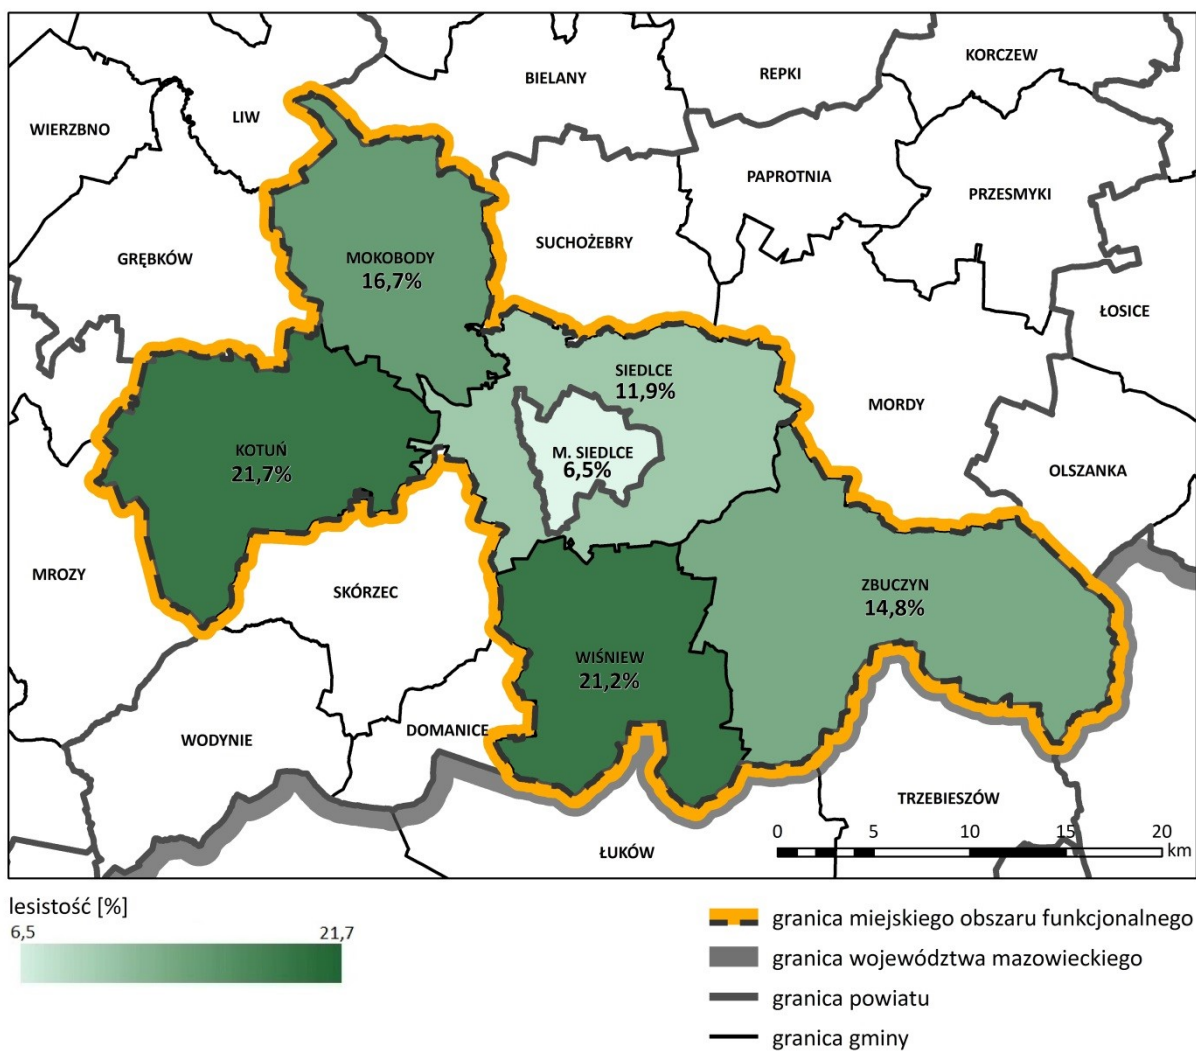 KORCZEW
BIELANY
REPKI
LIW
WIERZBNO
PAPROTNIA
PRZESMYKI
SUCHOŻEBRY
GRĘBKÓW
MOKOBODY
16,7%
ŁOSICE
SIEDLCE
11,9%
MORDY
KOTUŃ
21,7%
M. SIEDLCE
6,5%
OLSZANKA
MROZY
SKÓRZEC
ZBUCZYN
14,8%
WIŚNIEW
21,2%
DOMANICE
WODYNIE
TRZEBIESZÓW
ŁUKÓW
0 5 10 15 20
km
lesistość [%]
6,5 21,7
granica miejskiego obszaru funkcjonalnego
granica województwa mazowieckiego
granica powiatu
granica gminy